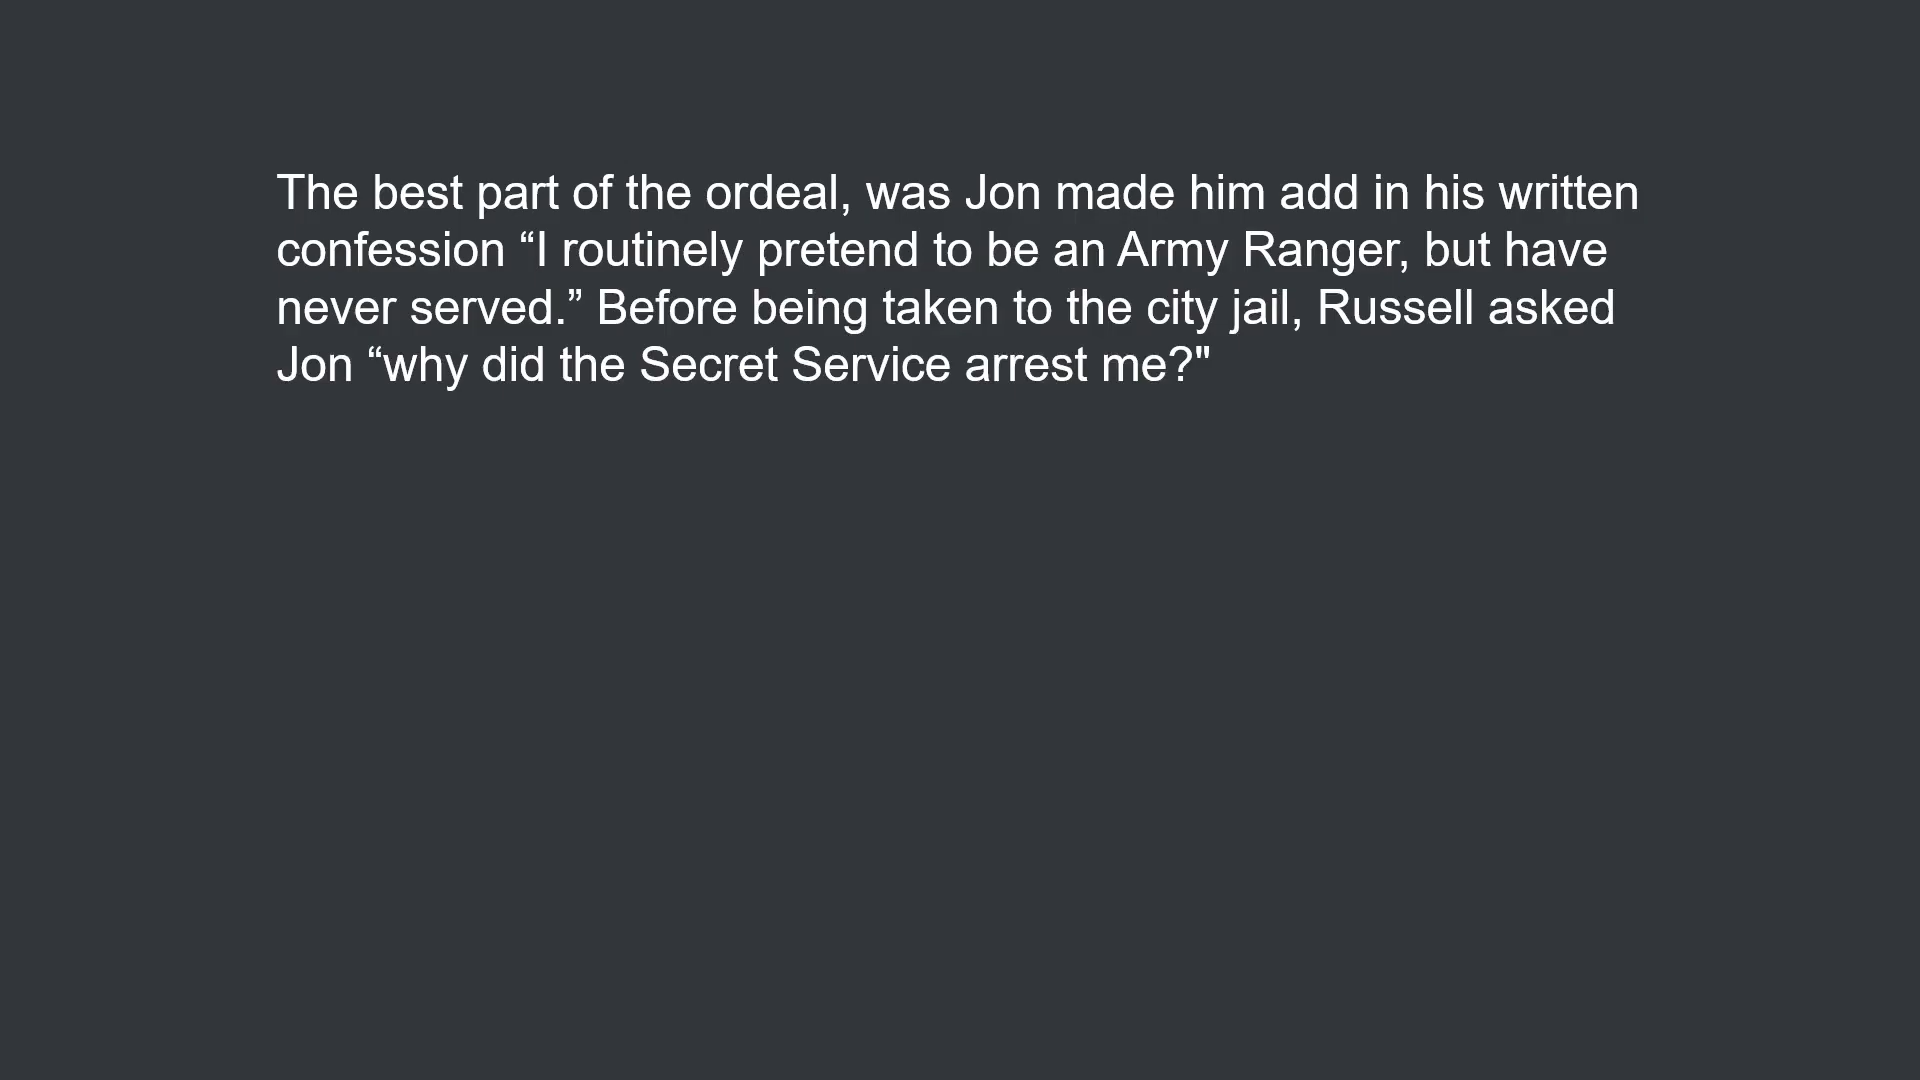 The best part of the ordeal, was Jon made him add in his written
confession “I routinely pretend to be an Army Ranger, but have
never served.” Before being taken to the city jail, Russell asked
Jon “why did the Secret Service arrest me?"